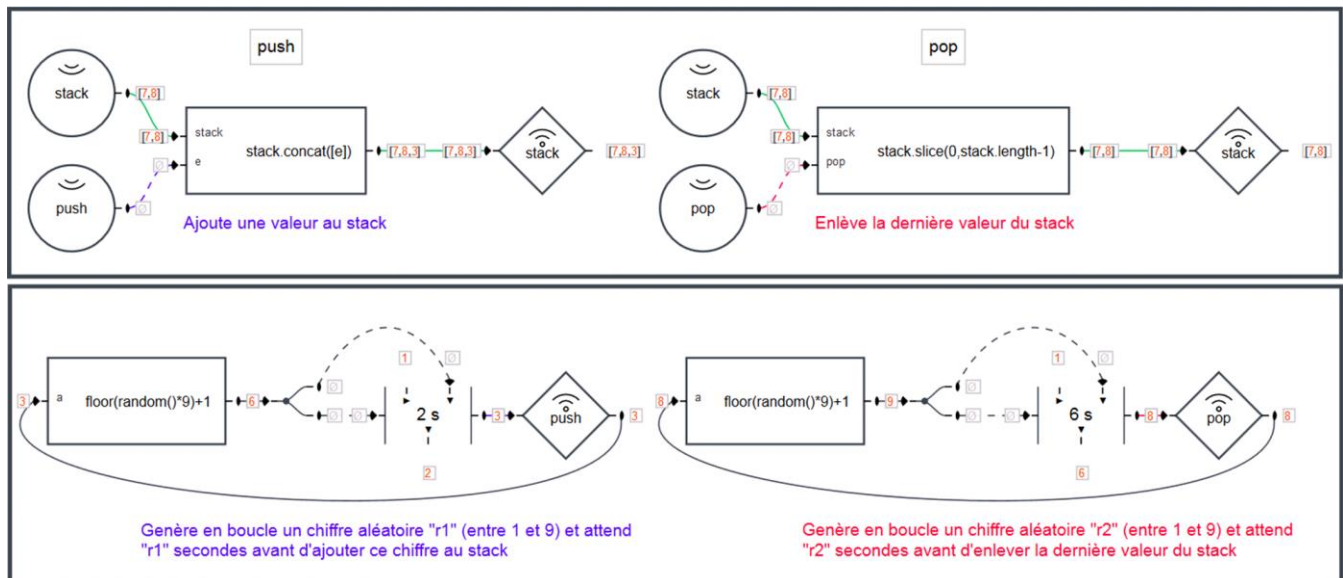 push
pop
stack
[7,8]
stack
[7,8]
[7,8]
stack
[7,8]
stack
e
stack.concat([e])
[7,8,3]
[7,8,3]
stack
[7,8,3]
stack
pop
stack.slice(0,stack.length-1)
[7,8]
[7,8]
stack
[7,8]
∅
∅
push
∅
pop
∅
Ajoute une valeur au stack
Enlève la dernière valeur du stack
1
∅
1
∅
3
a
floor(random()*9)+1
6
∅
∅
∅
2 s
3
push
3
8
a
floor(random()*9)+1
9
∅
∅
∅
6 s
8
pop
8
2
6
Genère en boucle un chiffre aléatoire "r1" (entre 1 et 9) et attend
"r1" secondes avant d'ajouter ce chiffre au stack
Genère en boucle un chiffre aléatoire "r2" (entre 1 et 9) et attend
"r2" secondes avant d'enlever la dernière valeur du stack